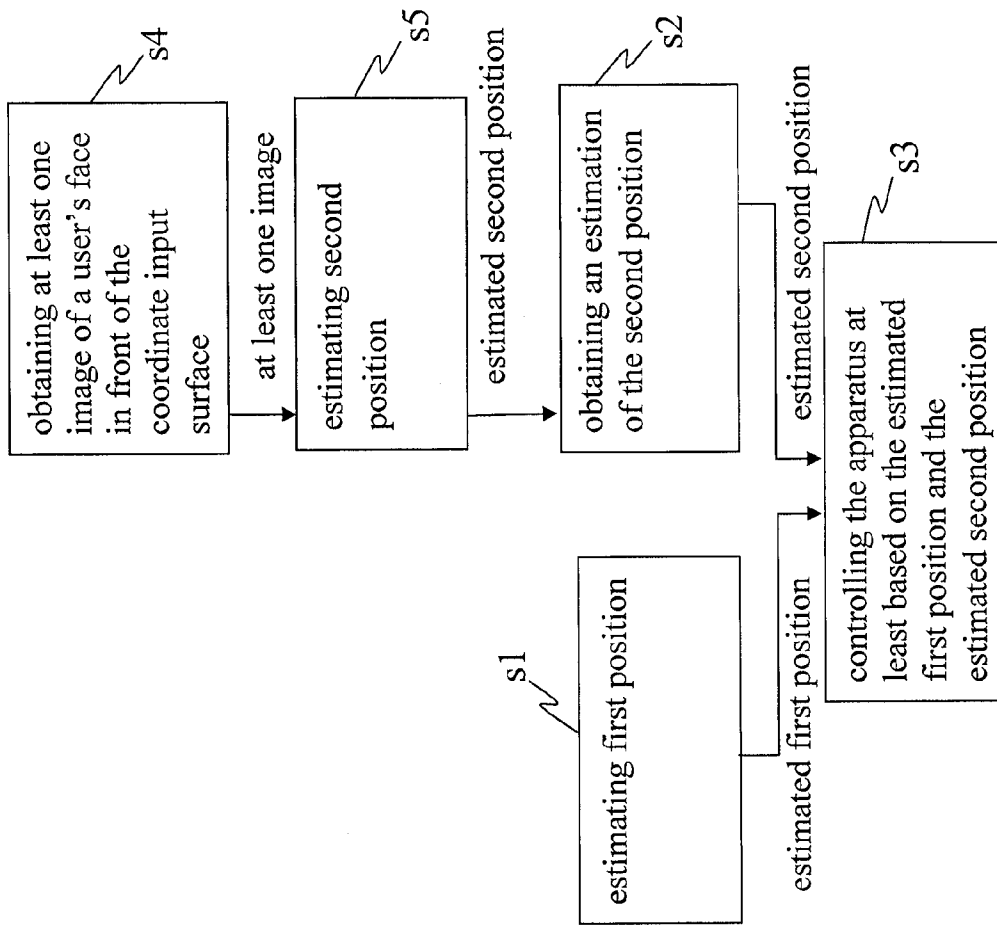 obtaining at least one
image of a user's face
in front of the
coordinate input
surface
s4
at least one image
estimating second
position
s5
estimated second position
obtaining an estimation
of the second position
s2
estimated second position
s1
estimating first position
estimated first position
controlling the apparatus at
least based on the estimated
first position and the
estimated second position
s3